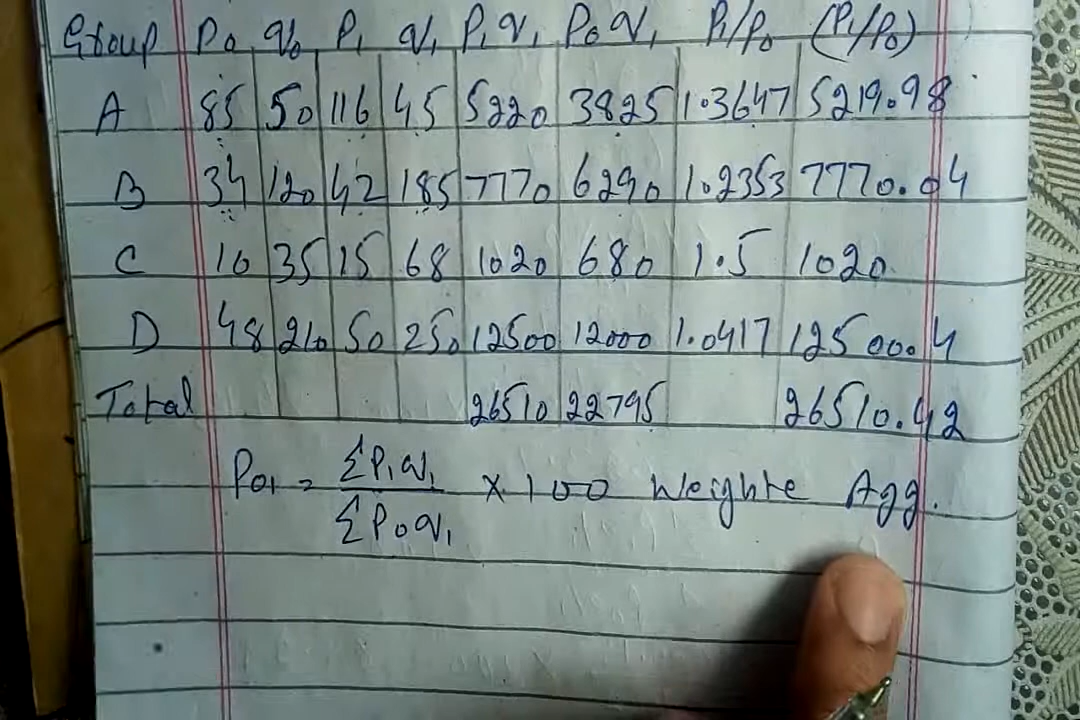 Group P0 q0 P1 q1 P1q1 P0q1 P1/P0 (P1/P0)
A 85 50 116 45 5220 3825 1.3647 5219.98
B 34 120 42 185 7770 6290 1.2353 7770.04
C 10 35 15 68 1020 680 1.5 1020
D 48 210 50 250 12500 12000 1.0417 12500.4
Total 26510 22795 26510.42
P01 = ΣP1q1 / ΣP0q1 × 100 Weighte Agg.